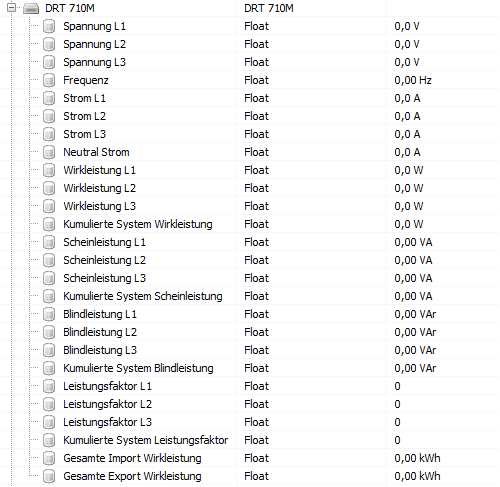 DRT 710M DRT 710M
Spannung L1 Float 0,0 V
Spannung L2 Float 0,0 V
Spannung L3 Float 0,0 V
Frequenz Float 0,00 Hz
Strom L1 Float 0,0 A
Strom L2 Float 0,0 A
Strom L3 Float 0,0 A
Neutral Strom Float 0,0 A
Wirkleistung L1 Float 0,0 W
Wirkleistung L2 Float 0,0 W
Wirkleistung L3 Float 0,0 W
Kumulierte System Wirkleistung Float 0,0 W
Scheinleistung L1 Float 0,00 VA
Scheinleistung L2 Float 0,00 VA
Scheinleistung L3 Float 0,00 VA
Kumulierte System Scheinleistung Float 0,00 VA
Blindleistung L1 Float 0,00 VAr
Blindleistung L2 Float 0,00 VAr
Blindleistung L3 Float 0,00 VAr
Kumulierte System Blindleistung Float 0,00 VAr
Leistungsfaktor L1 Float 0
Leistungsfaktor L2 Float 0
Leistungsfaktor L3 Float 0
Kumulierte System Leistungsfaktor Float 0
Gesamte Import Wirkleistung Float 0,00 kWh
Gesamte Export Wirkleistung Float 0,00 kWh